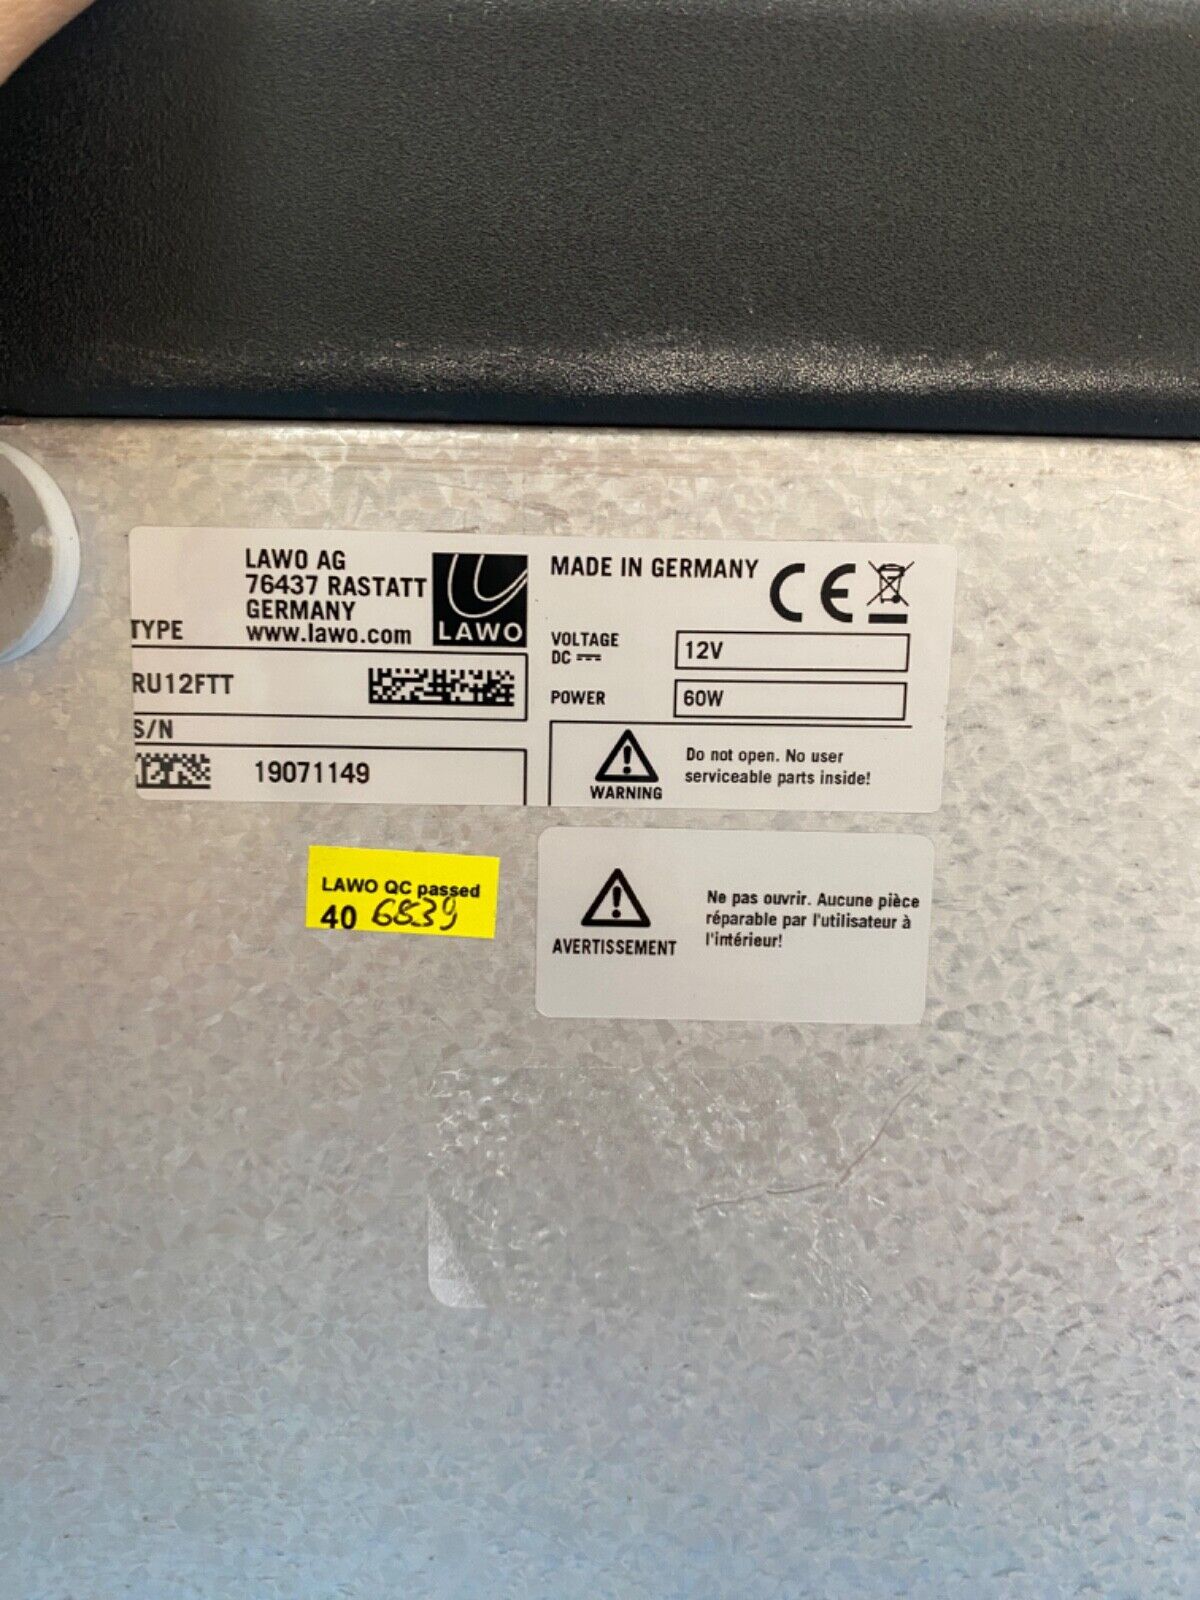 LAWO AG
76437 RASTATT
GERMANY
www.lawo.com
LAWO
TYPE
RU12FTT
S/N
19071149
MADE IN GERMANY
CE
VOLTAGE
DC
12V
POWER
60W
WARNING
Do not open. No user
serviceable parts inside!
LAWO QC passed
40 6839
AVERTISSEMENT
Ne pas ouvrir. Aucune pièce
réparable par l'utilisateur à
l'intérieur!